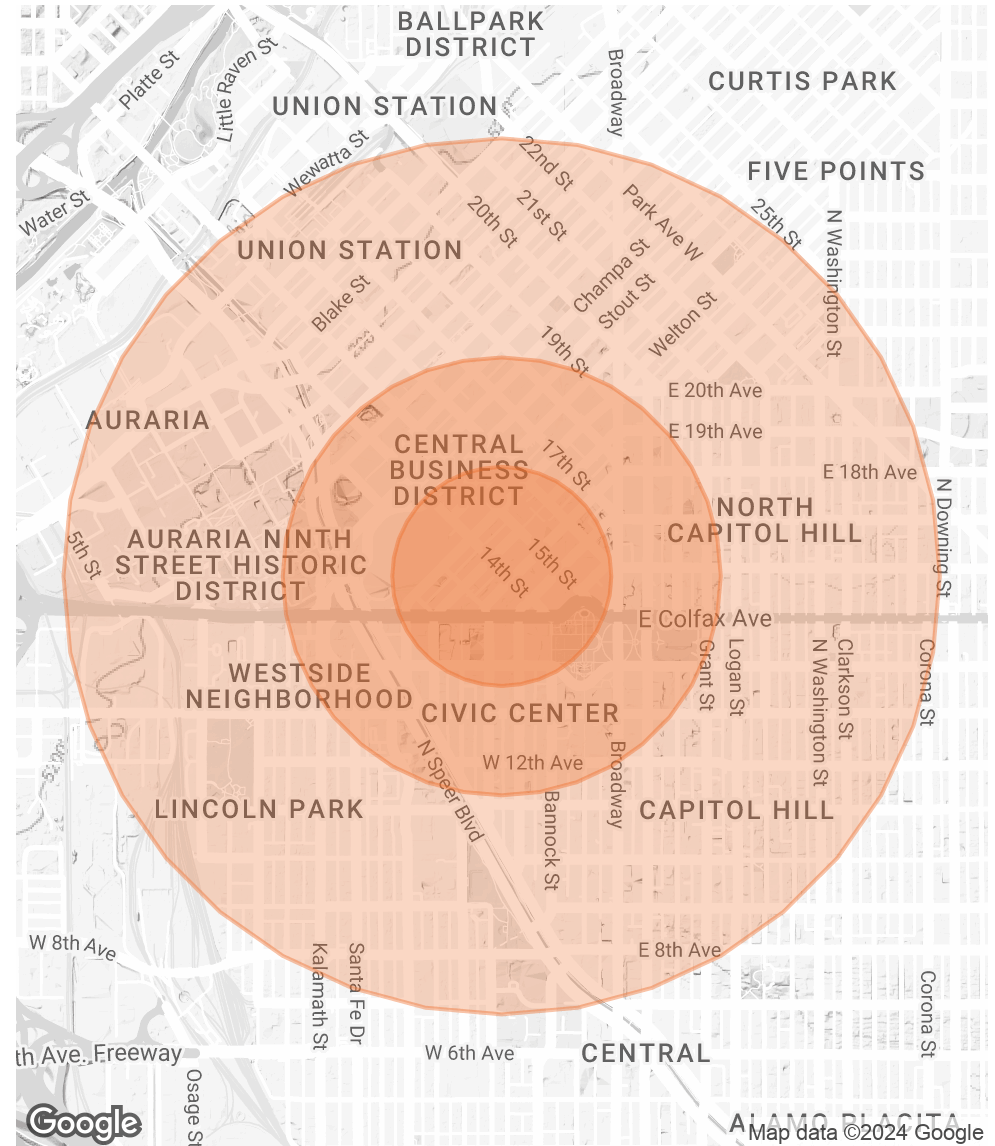 BALLPARK
DISTRICT
Platte St
Little Raven St
Broadway
CURTIS PARK
UNION STATION
Wewatta St
22nd St
FIVE POINTS
Water St
20th St
21st St
Park Ave W
25th St
N Washington St
UNION STATION
Blake St
Champa St
Stout St
Welton St
19th St
E 20th Ave
AURARIA
E 19th Ave
CENTRAL
BUSINESS
DISTRICT
17th St
E 18th Ave
N Downing St
NORTH
CAPITOL HILL
5th St
AURARIA NINTH
STREET HISTORIC
DISTRICT
14th St
15th St
E Colfax Ave
Grant St
Logan St
N Washington St
Clarkson St
Corona St
WESTSIDE
NEIGHBORHOOD
CIVIC CENTER
N Speer Blvd
W 12th Ave
Broadway
Bannock St
LINCOLN PARK
CAPITOL HILL
W 8th Ave
Kalamath St
Santa Fe Dr
E 8th Ave
Corona St
th Ave. Freeway
W 6th Ave
CENTRAL
Osage St
ALAMO PLACITA
Google
Map data ©2024 Google